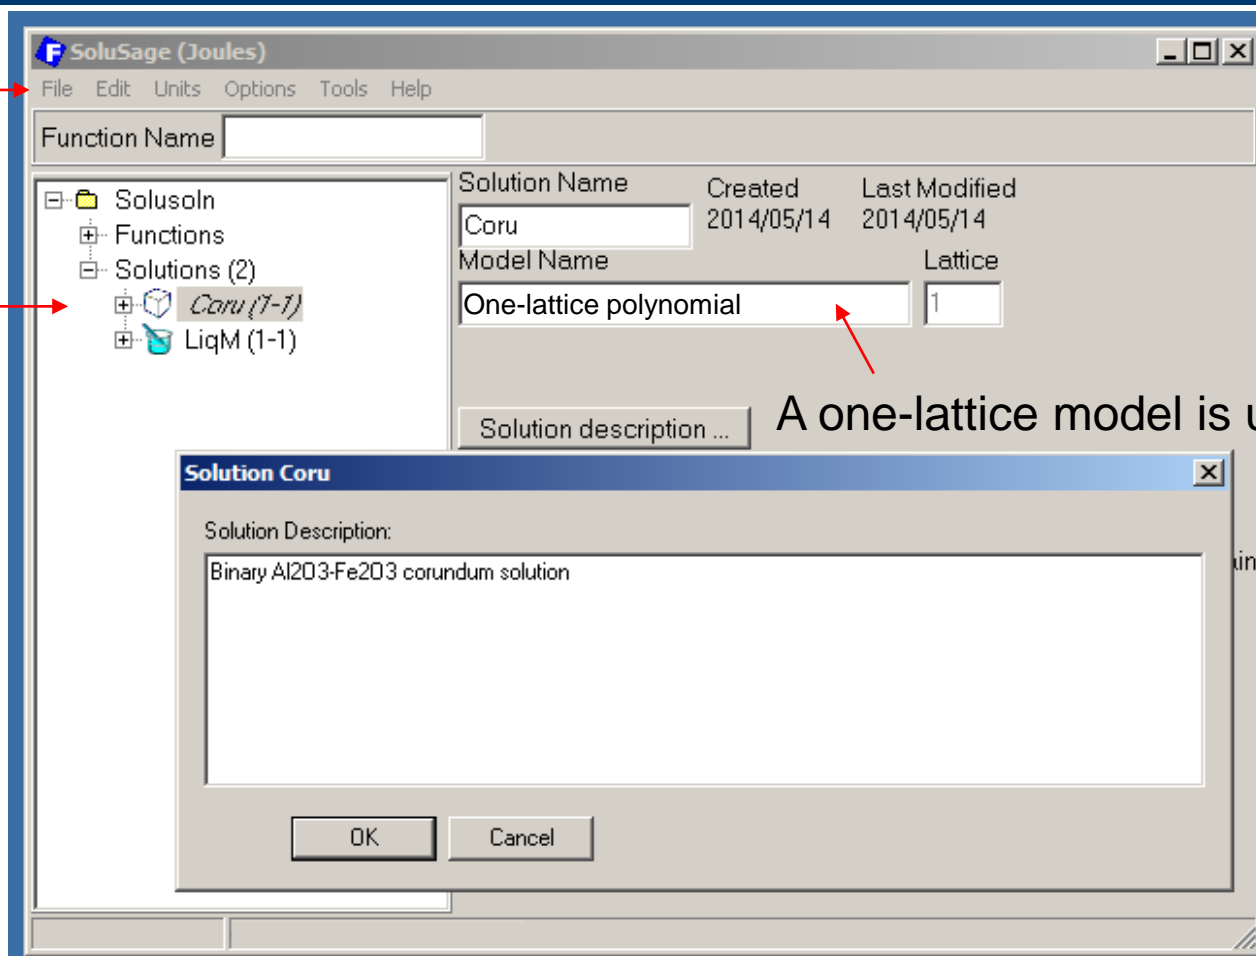 SoluSage (Joules)
File Edit Units Options Tools Help
Function Name
Solusoln
Functions
Solutions (2)
Coru (1-1)
LiqM (1-1)
Solution Name Created Last Modified
Coru 2014/05/14 2014/05/14
Model Name Lattice
One-lattice polynomial 1
Solution description ...
A one-lattice model is
Solution Coru
Solution Description:
Binary Al2O3-Fe2O3 corundum solution
OK Cancel